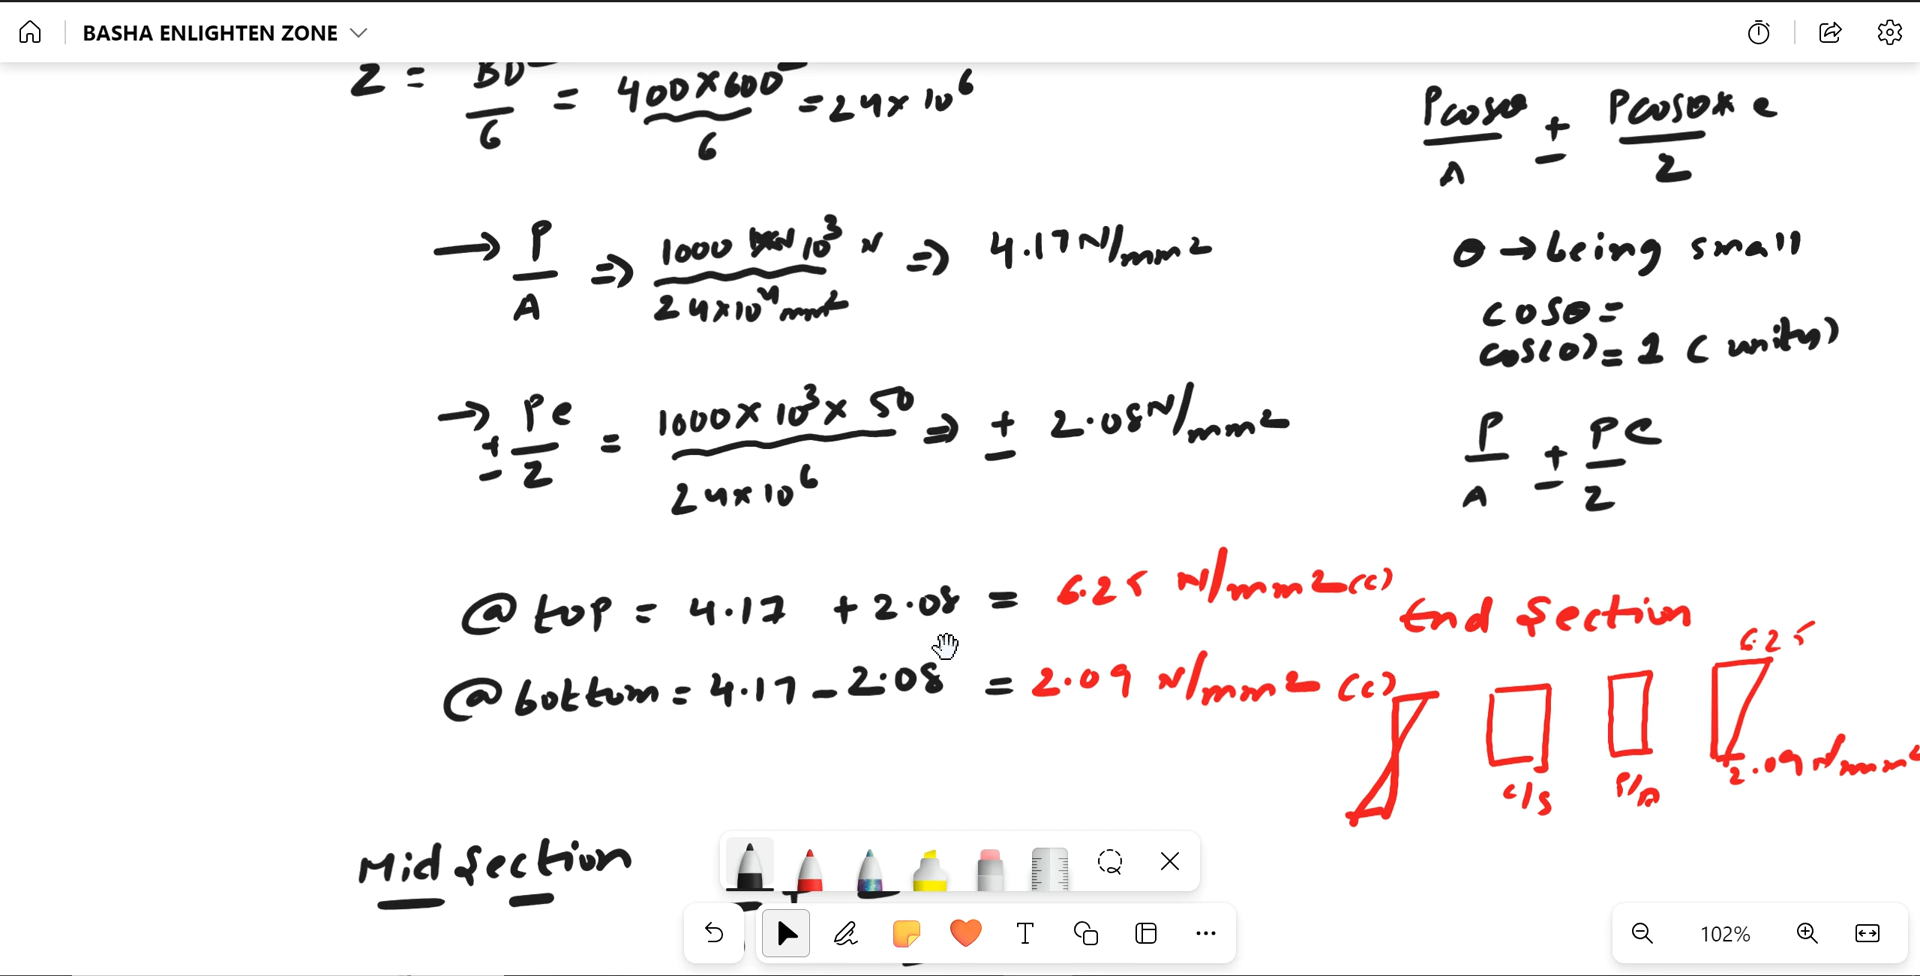 BASHA ENLIGHTEN ZONE
Z = BD²/6 = 400×600²/6 = 24×10⁶
→ P/A ⇒ 1000 × 10³ N / 24×10⁴ mm² ⇒ 4.17 N/mm2
→ ± Pe/Z = 1000 × 10³ × 50 / 24×10⁶ ⇒ ± 2.08 N/mm2
@ top = 4.17 + 2.08 = 6.25 N/mm2 (c)
@ bottom = 4.17 - 2.08 = 2.09 N/mm2 (c)
Mid Section
Pcosθ/A ± Pcosθ×e/Z
θ → being small
cosθ =
cos(0) = 1 (unity)
P/A ± Pe/Z
End Section
6.25
2.09 N/mm2
c/s
P/A
102%